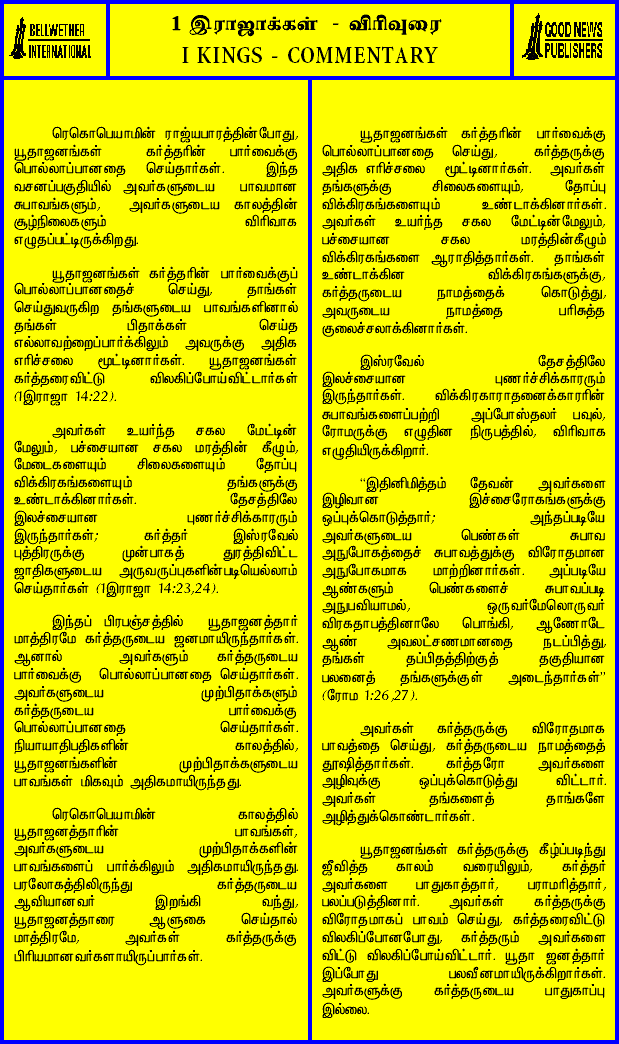 BELLWETHER
INTERNATIONAL
1 இராஜாக்கள் - விரிவுரை
I KINGS - COMMENTARY
GOOD NEWS
PUBLISHERS
ரெகொபெயாமின் ராஜ்யபாரத்தின்போது,
யூதாஜனங்கள் கர்த்தரின் பார்வைக்கு
பொல்லாப்பானதை செய்தார்கள். இந்த
வசனப்பகுதியில் அவர்களுடைய பாவமான
சுபாவங்களும், அவர்களுடைய காலத்தின்
சூழ்நிலைகளும் விரிவாக
எழுதப்பட்டிருக்கிறது.
யூதாஜனங்கள் கர்த்தரின் பார்வைக்குப்
பொல்லாப்பானதைச் செய்து, தாங்கள்
செய்துவருகிற தங்களுடைய பாவங்களினால்
தங்கள் பிதாக்கள் செய்த
எல்லாவற்றைப்பார்க்கிலும் அவருக்கு அதிக
எரிச்சலை மூட்டினார்கள். யூதாஜனங்கள்
கர்த்தரைவிட்டு விலகிப்போய்விட்டார்கள்
(1இராஜா 14:22).
அவர்கள் உயர்ந்த சகல மேட்டின்
மேலும், பச்சையான சகல மரத்தின் கீழும்,
மேடைகளையும் சிலைகளையும் தோப்பு
விக்கிரகங்களையும் தங்களுக்கு
உண்டாக்கினார்கள். தேசத்திலே
இலச்சையான புணர்ச்சிக்காரரும்
இருந்தார்கள்; கர்த்தர் இஸ்ரவேல்
புத்திரருக்கு முன்பாகத் துரத்திவிட்ட
ஜாதிகளுடைய அருவருப்புகளின்படியெல்லாம்
செய்தார்கள் (1இராஜா 14:23,24).
இந்தப் பிரபஞ்சத்தில் யூதாஜனத்தார்
மாத்திரமே கர்த்தருடைய ஜனமாயிருந்தார்கள்.
ஆனால் அவர்களும் கர்த்தருடைய
பார்வைக்கு பொல்லாப்பானதை செய்தார்கள்.
அவர்களுடைய முற்பிதாக்களும்
கர்த்தருடைய பார்வைக்கு
பொல்லாப்பானதை செய்தார்கள்.
நியாயாதிபதிகளின் காலத்தில்,
யூதாஜனங்களின் முற்பிதாக்களுடைய
பாவங்கள் மிகவும் அதிகமாயிருந்தது.
ரெகொபெயாமின் காலத்தில்
யூதாஜனத்தாரின் பாவங்கள்,
அவர்களுடைய முற்பிதாக்களின்
பாவங்களைப் பார்க்கிலும் அதிகமாயிருந்தது.
பரலோகத்திலிருந்து கர்த்தருடைய
ஆவியானவர் இறங்கி வந்து,
யூதாஜனத்தாரை ஆளுகை செய்தால்
மாத்திரமே, அவர்கள் கர்த்தருக்கு
பிரியமானவர்களாயிருப்பார்கள்.
யூதாஜனங்கள் கர்த்தரின் பார்வைக்கு
பொல்லாப்பானதை செய்து, கர்த்தருக்கு
அதிக எரிச்சலை மூட்டினார்கள். அவர்கள்
தங்களுக்கு சிலைகளையும், தோப்பு
விக்கிரகங்களையும் உண்டாக்கினார்கள்.
அவர்கள் உயர்ந்த சகல மேட்டின்மேலும்,
பச்சையான சகல மரத்தின்கீழும்
விக்கிரகங்களை ஆராதித்தார்கள். தாங்கள்
உண்டாக்கின விக்கிரகங்களுக்கு,
கர்த்தருடைய நாமத்தைக் கொடுத்து,
அவருடைய நாமத்தை பரிசுத்த
குலைச்சலாக்கினார்கள்.
இஸ்ரவேல் தேசத்திலே
இலச்சையான புணர்ச்சிக்காரரும்
இருந்தார்கள். விக்கிரகாராதனைக்காரரின்
சுபாவங்களைப்பற்றி அப்போஸ்தலர் பவுல்,
ரோமருக்கு எழுதின நிருபத்தில், விரிவாக
எழுதியிருக்கிறார்.
"இதினிமித்தம் தேவன் அவர்களை
இழிவான இச்சைரோகங்களுக்கு
ஒப்புக்கொடுத்தார்; அந்தப்படியே
அவர்களுடைய பெண்கள் சுபாவ
அநுபோகத்தைச் சுபாவத்துக்கு விரோதமான
அநுபோகமாக மாற்றினார்கள். அப்படியே
ஆண்களும் பெண்களைச் சுபாவப்படி
அநுபவியாமல், ஒருவர்மேலொருவர்
விரகதாபத்தினாலே பொங்கி, ஆணோடே
ஆண் அவலட்சணமானதை நடப்பித்து,
தங்கள் தப்பிதத்திற்குத் தகுதியான
பலனைத் தங்களுக்குள் அடைந்தார்கள்"
(ரோம 1:26,27).
அவர்கள் கர்த்தருக்கு விரோதமாக
பாவத்தை செய்து, கர்த்தருடைய நாமத்தைத்
தூஷித்தார்கள். கர்த்தரோ அவர்களை
அழிவுக்கு ஒப்புக்கொடுத்து விட்டார்.
அவர்கள் தங்களைத் தாங்களே
அழித்துக்கொண்டார்கள்.
யூதாஜனங்கள் கர்த்தருக்கு கீழ்ப்படிந்து
ஜீவித்த காலம் வரையிலும், கர்த்தர்
அவர்களை பாதுகாத்தார், பராமரித்தார்,
பலப்படுத்தினார். அவர்கள் கர்த்தருக்கு
விரோதமாகப் பாவம் செய்து, கர்த்தரைவிட்டு
விலகிப்போனபோது, கர்த்தரும் அவர்களை
விட்டு விலகிப்போய்விட்டார். யூதா ஜனத்தார்
இப்போது பலவீனமாயிருக்கிறார்கள்.
அவர்களுக்கு கர்த்தருடைய பாதுகாப்பு
இல்லை.